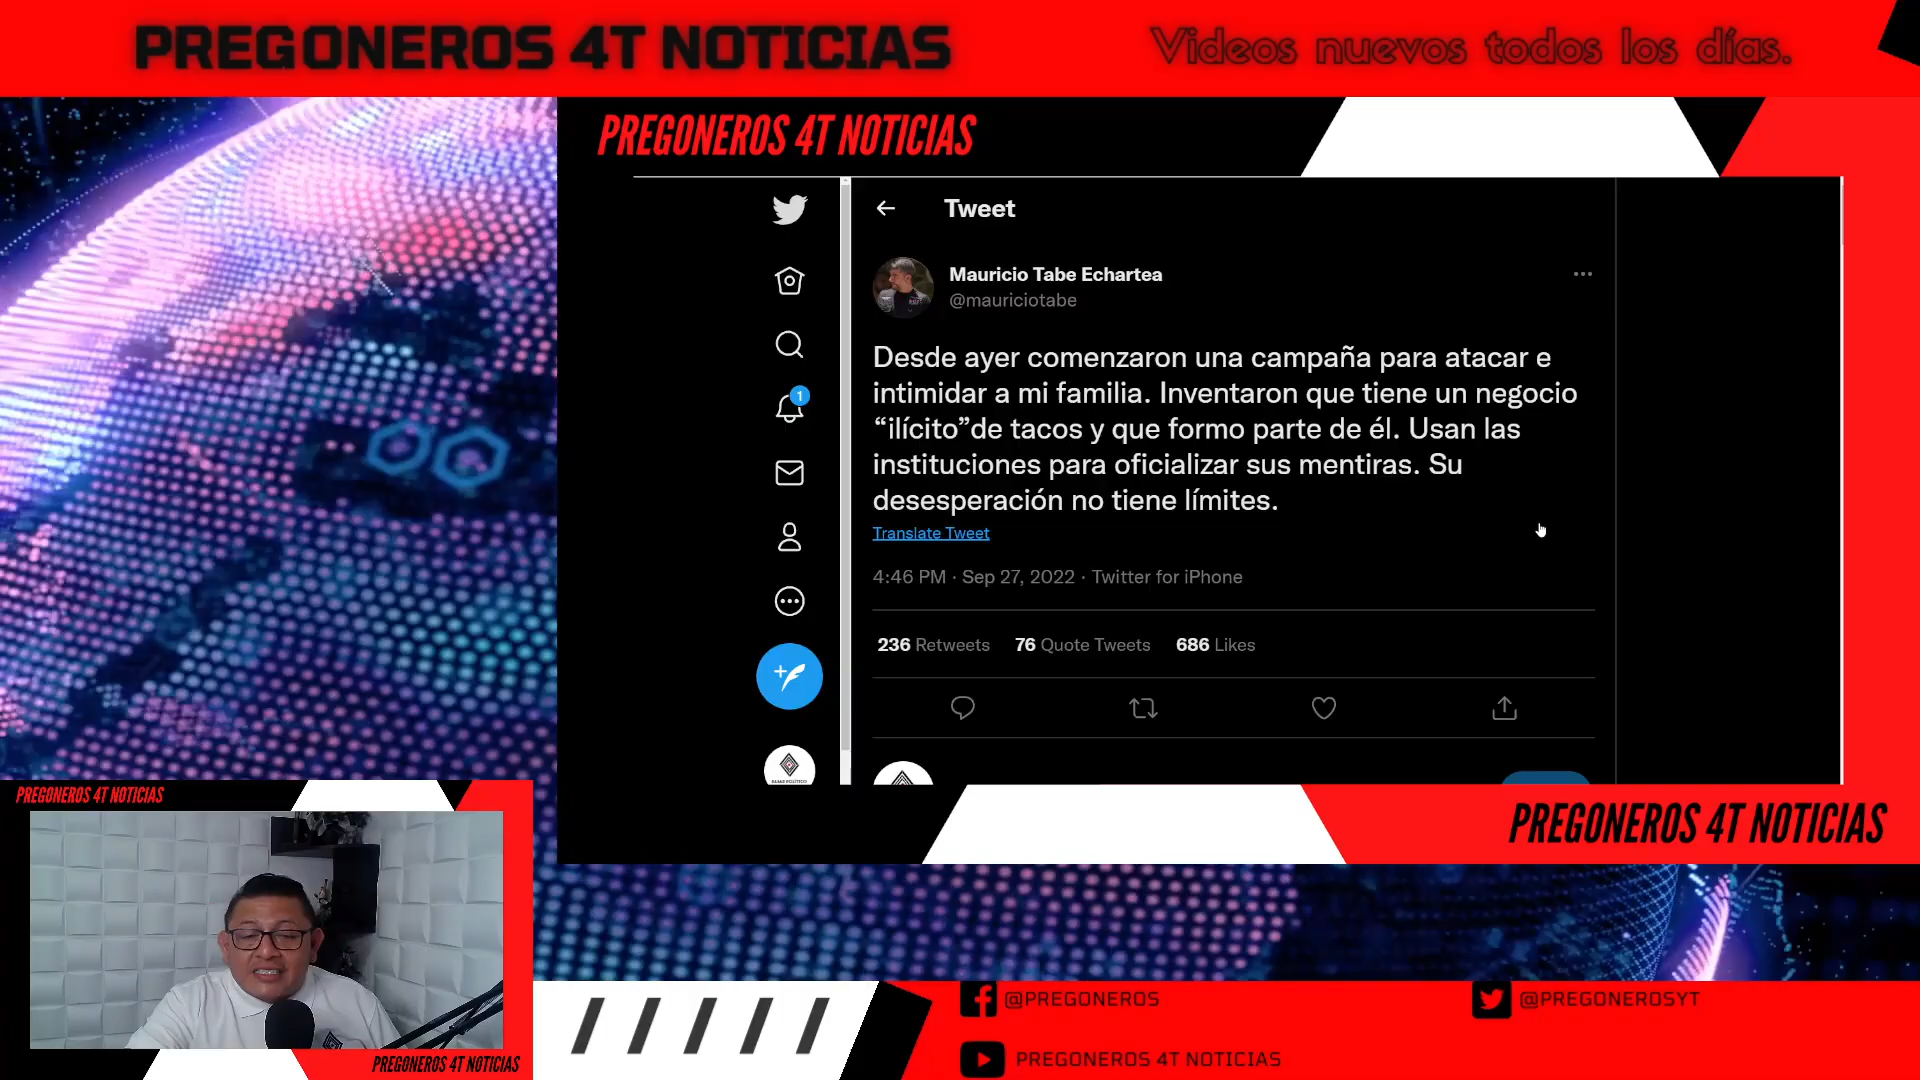 PREGONEROS 4T NOTICIAS
Videos nuevos todos los días.
PREGONEROS 4T NOTICIAS
Tweet
Mauricio Tabe Echartea
@mauriciotabe
Desde ayer comenzaron una campaña para atacar e
intimidar a mi familia. Inventaron que tiene un negocio
“ilícito”de tacos y que formo parte de él. Usan las
instituciones para oficializar sus mentiras. Su
desesperación no tiene límites.
1
Translate Tweet
4:46 PM · Sep 27, 2022 · Twitter for iPhone
236 Retweets 76 Quote Tweets 686 Likes
PREGONEROS 4T NOTICIAS
PREGONEROS 4T NOTICIAS
PREGONEROS 4T NOTICIAS
@PREGONEROS
@PREGONEROSYT
PREGONEROS 4T NOTICIAS